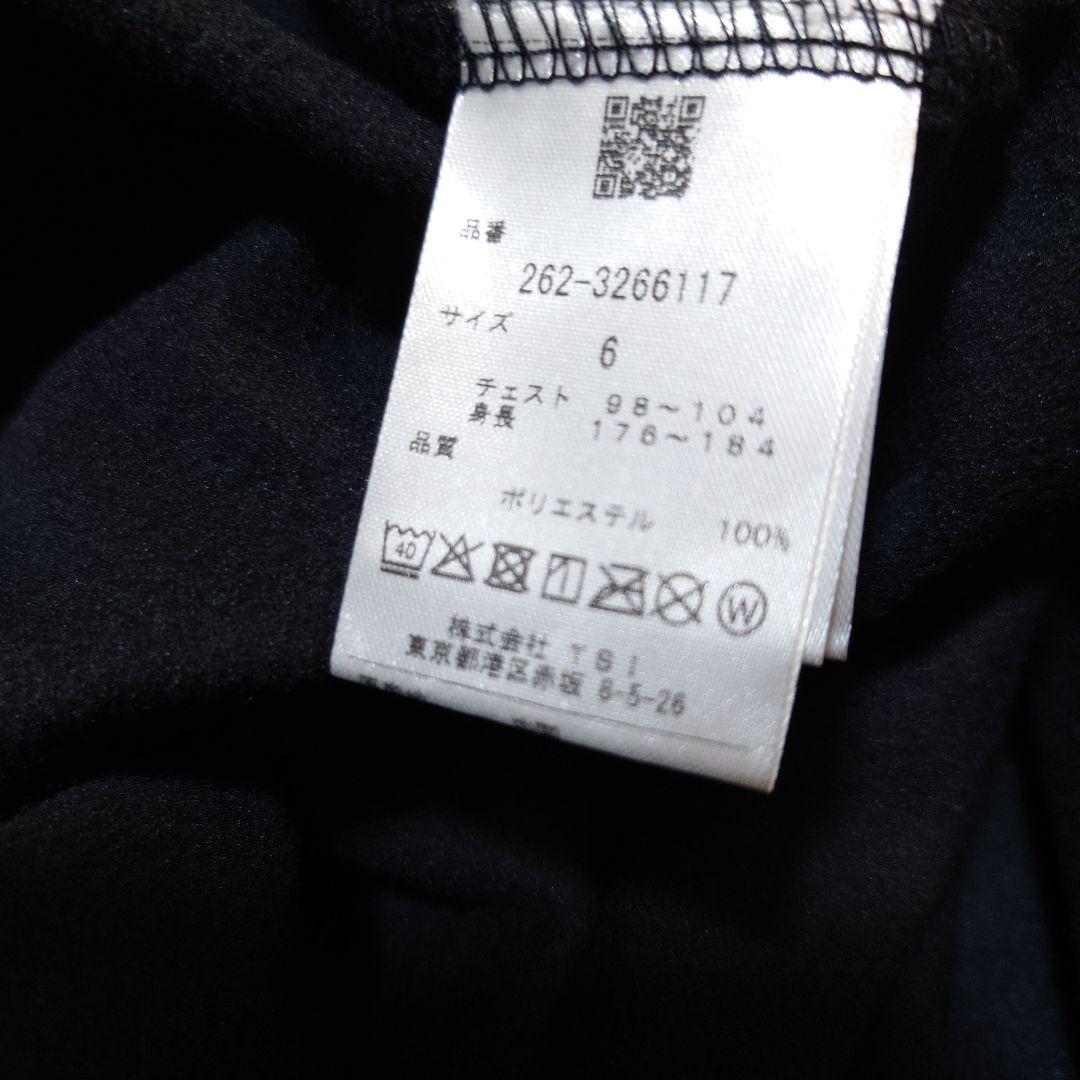 品番
262-3266117
サイズ
6
チェスト 98~104
身長 176~184
品質
ポリエステル 100%
40
W
株式会社 TSI
東京都港区赤坂 8-5-26